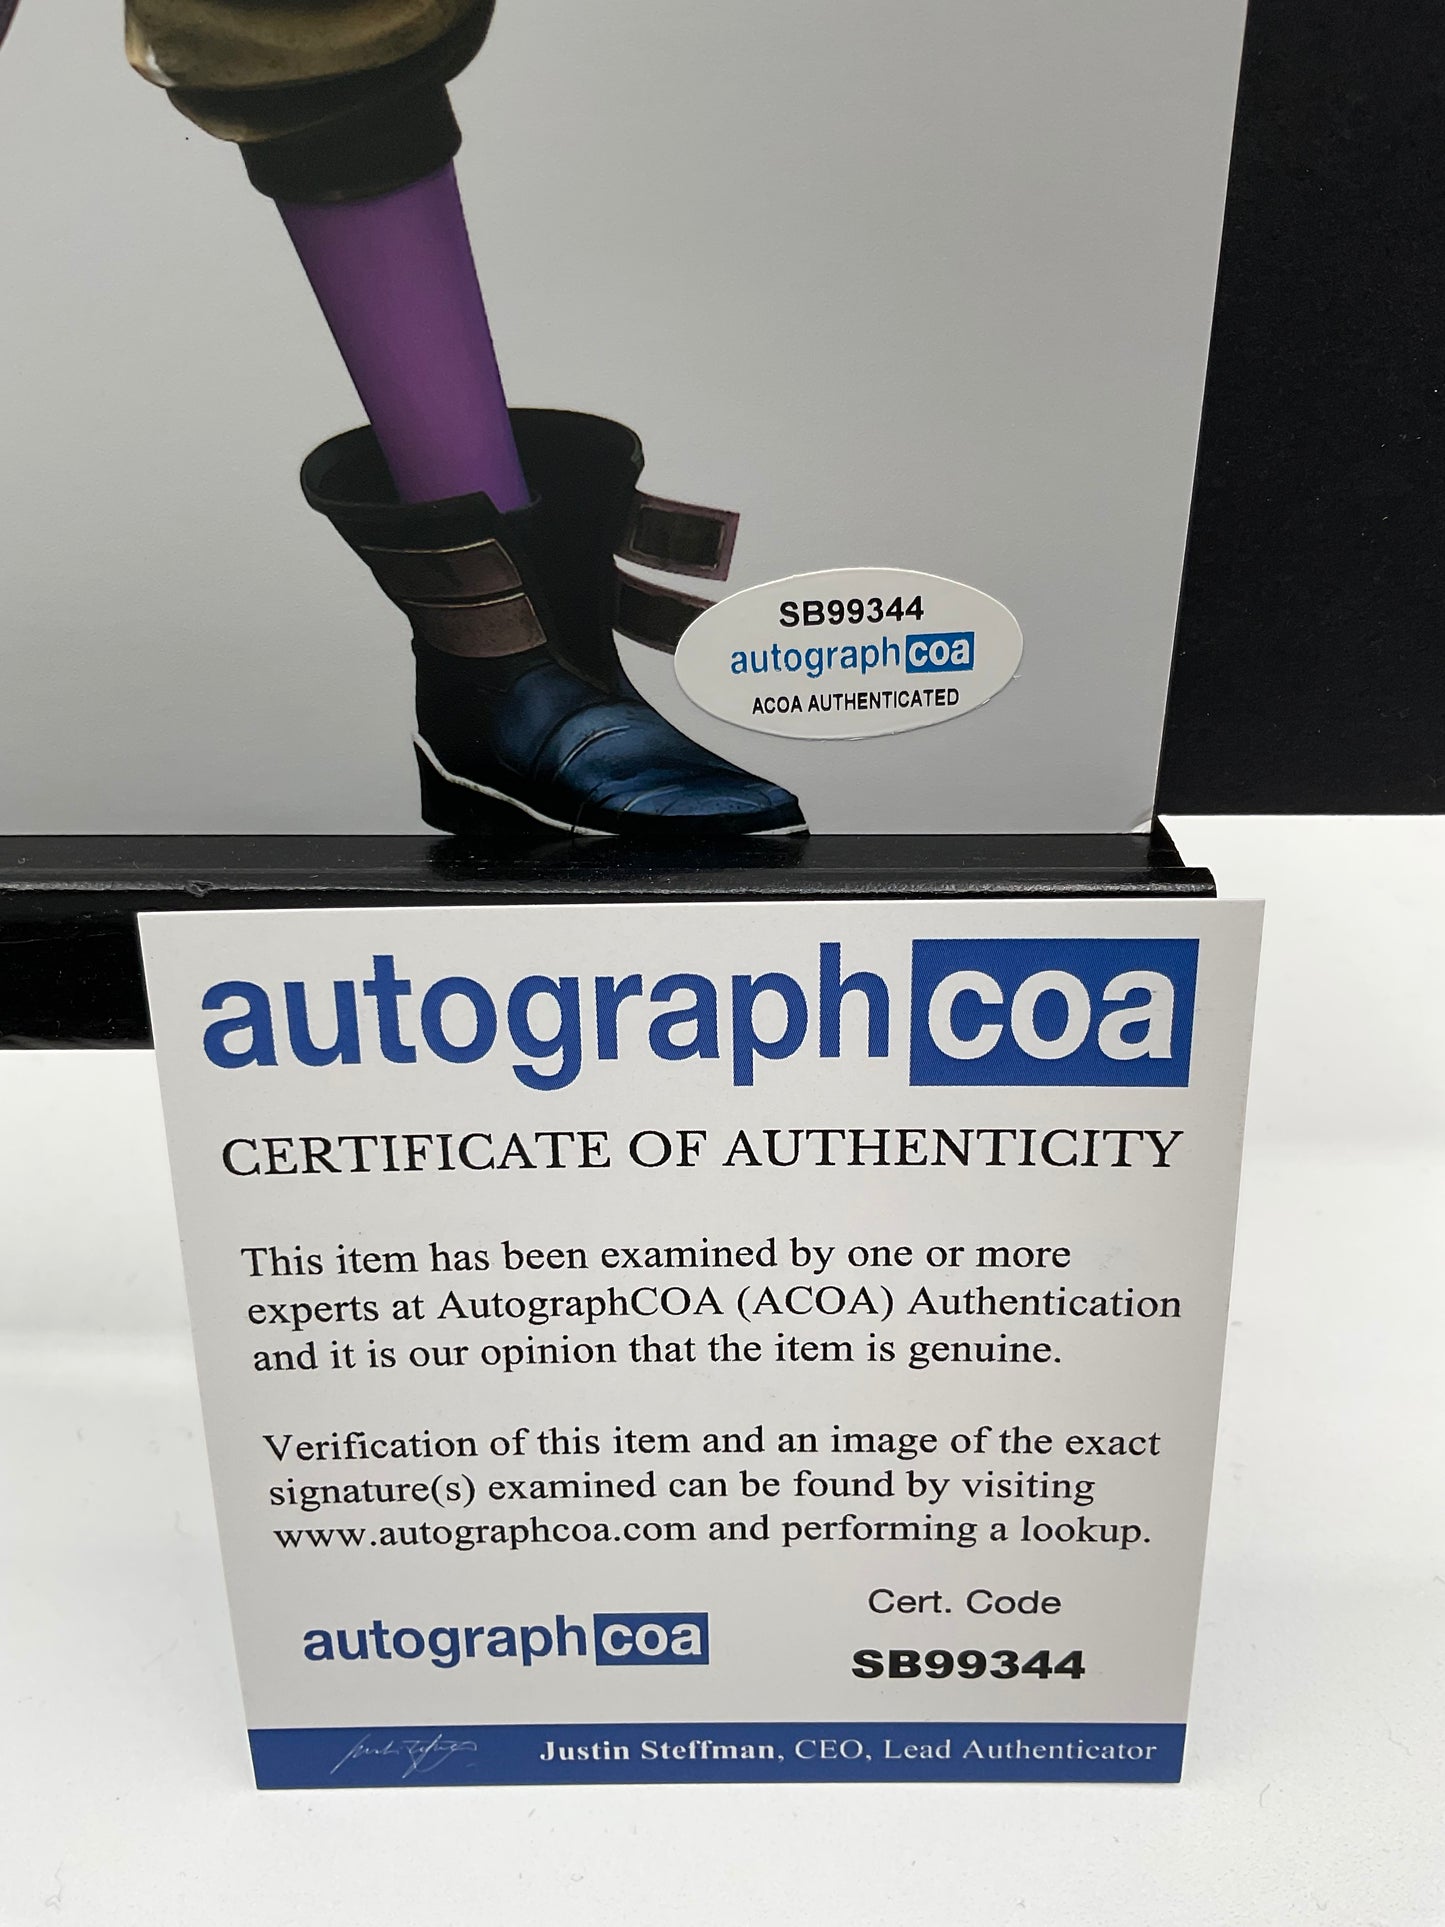 SB99344
autographcoa
ACOA AUTHENTICATED
autographcoa
CERTIFICATE OF AUTHENTICITY
This item has been examined by one or more
experts at AutographCOA (ACOA) Authentication
and it is our opinion that the item is genuine.
Verification of this item and an image of the exact
signature(s) examined can be found by visiting
www.autographcoa.com and performing a lookup.
Cert. Code
autographcoa
SB99344
Justin Steffman, CEO, Lead Authenticator